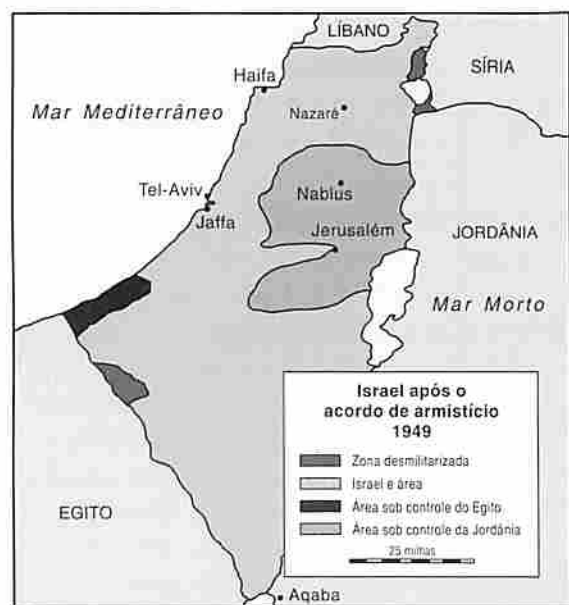 LÍBANO
SÍRIA
Haifa
Mar Mediterrâneo
Nazaré
Tel-Aviv
Jaffa
Nablus
Jerusalém
JORDÂNIA
Mar Morto
EGITO
Israel após o
acordo de armistício
1949
Zona desmilitarizada
Israel e área
Área sob controle do Egito
Área sob controle da Jordânia
25 milhas
Aqaba